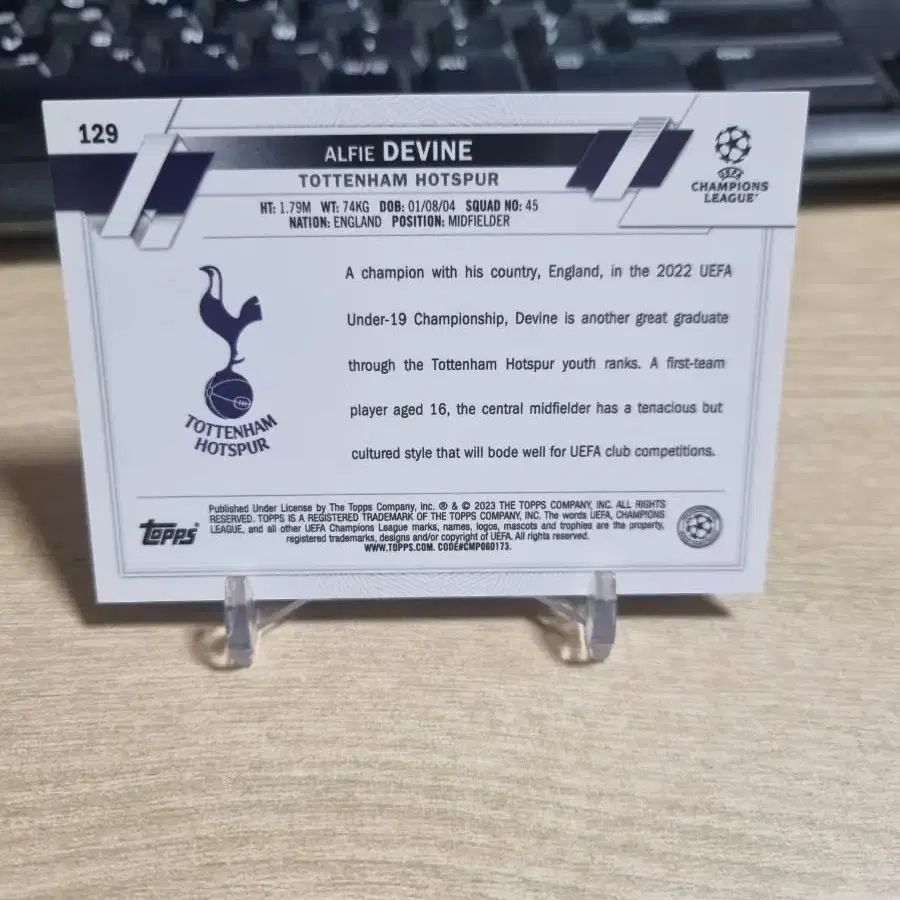 129
ALFIE DEVINE
TOTTENHAM HOTSPUR
HT: 1.79M WT: 74KG DOB: 01/08/04 SQUAD NO: 45
NATION: ENGLAND POSITION: MIDFIELDER
UEFA
CHAMPIONS
LEAGUE
A champion with his country, England, in the 2022 UEFA
Under-19 Championship, Devine is another great graduate
through the Tottenham Hotspur youth ranks. A first-team
player aged 16, the central midfielder has a tenacious but
cultured style that will bode well for UEFA club competitions.
TOTTENHAM
HOTSPUR
topps
Published Under License by The Topps Company, Inc. ® & © 2023 THE TOPPS COMPANY, INC. ALL RIGHTS
RESERVED. TOPPS IS A REGISTERED TRADEMARK OF THE TOPPS COMPANY, INC. The words UEFA, CHAMPIONS
LEAGUE, and all other UEFA Champions League marks, names, logos, mascots and trophies are the property,
registered trademarks, designs and/or copyright of UEFA. All rights reserved.
WWW.TOPPS.COM. CODE#CMP060173.